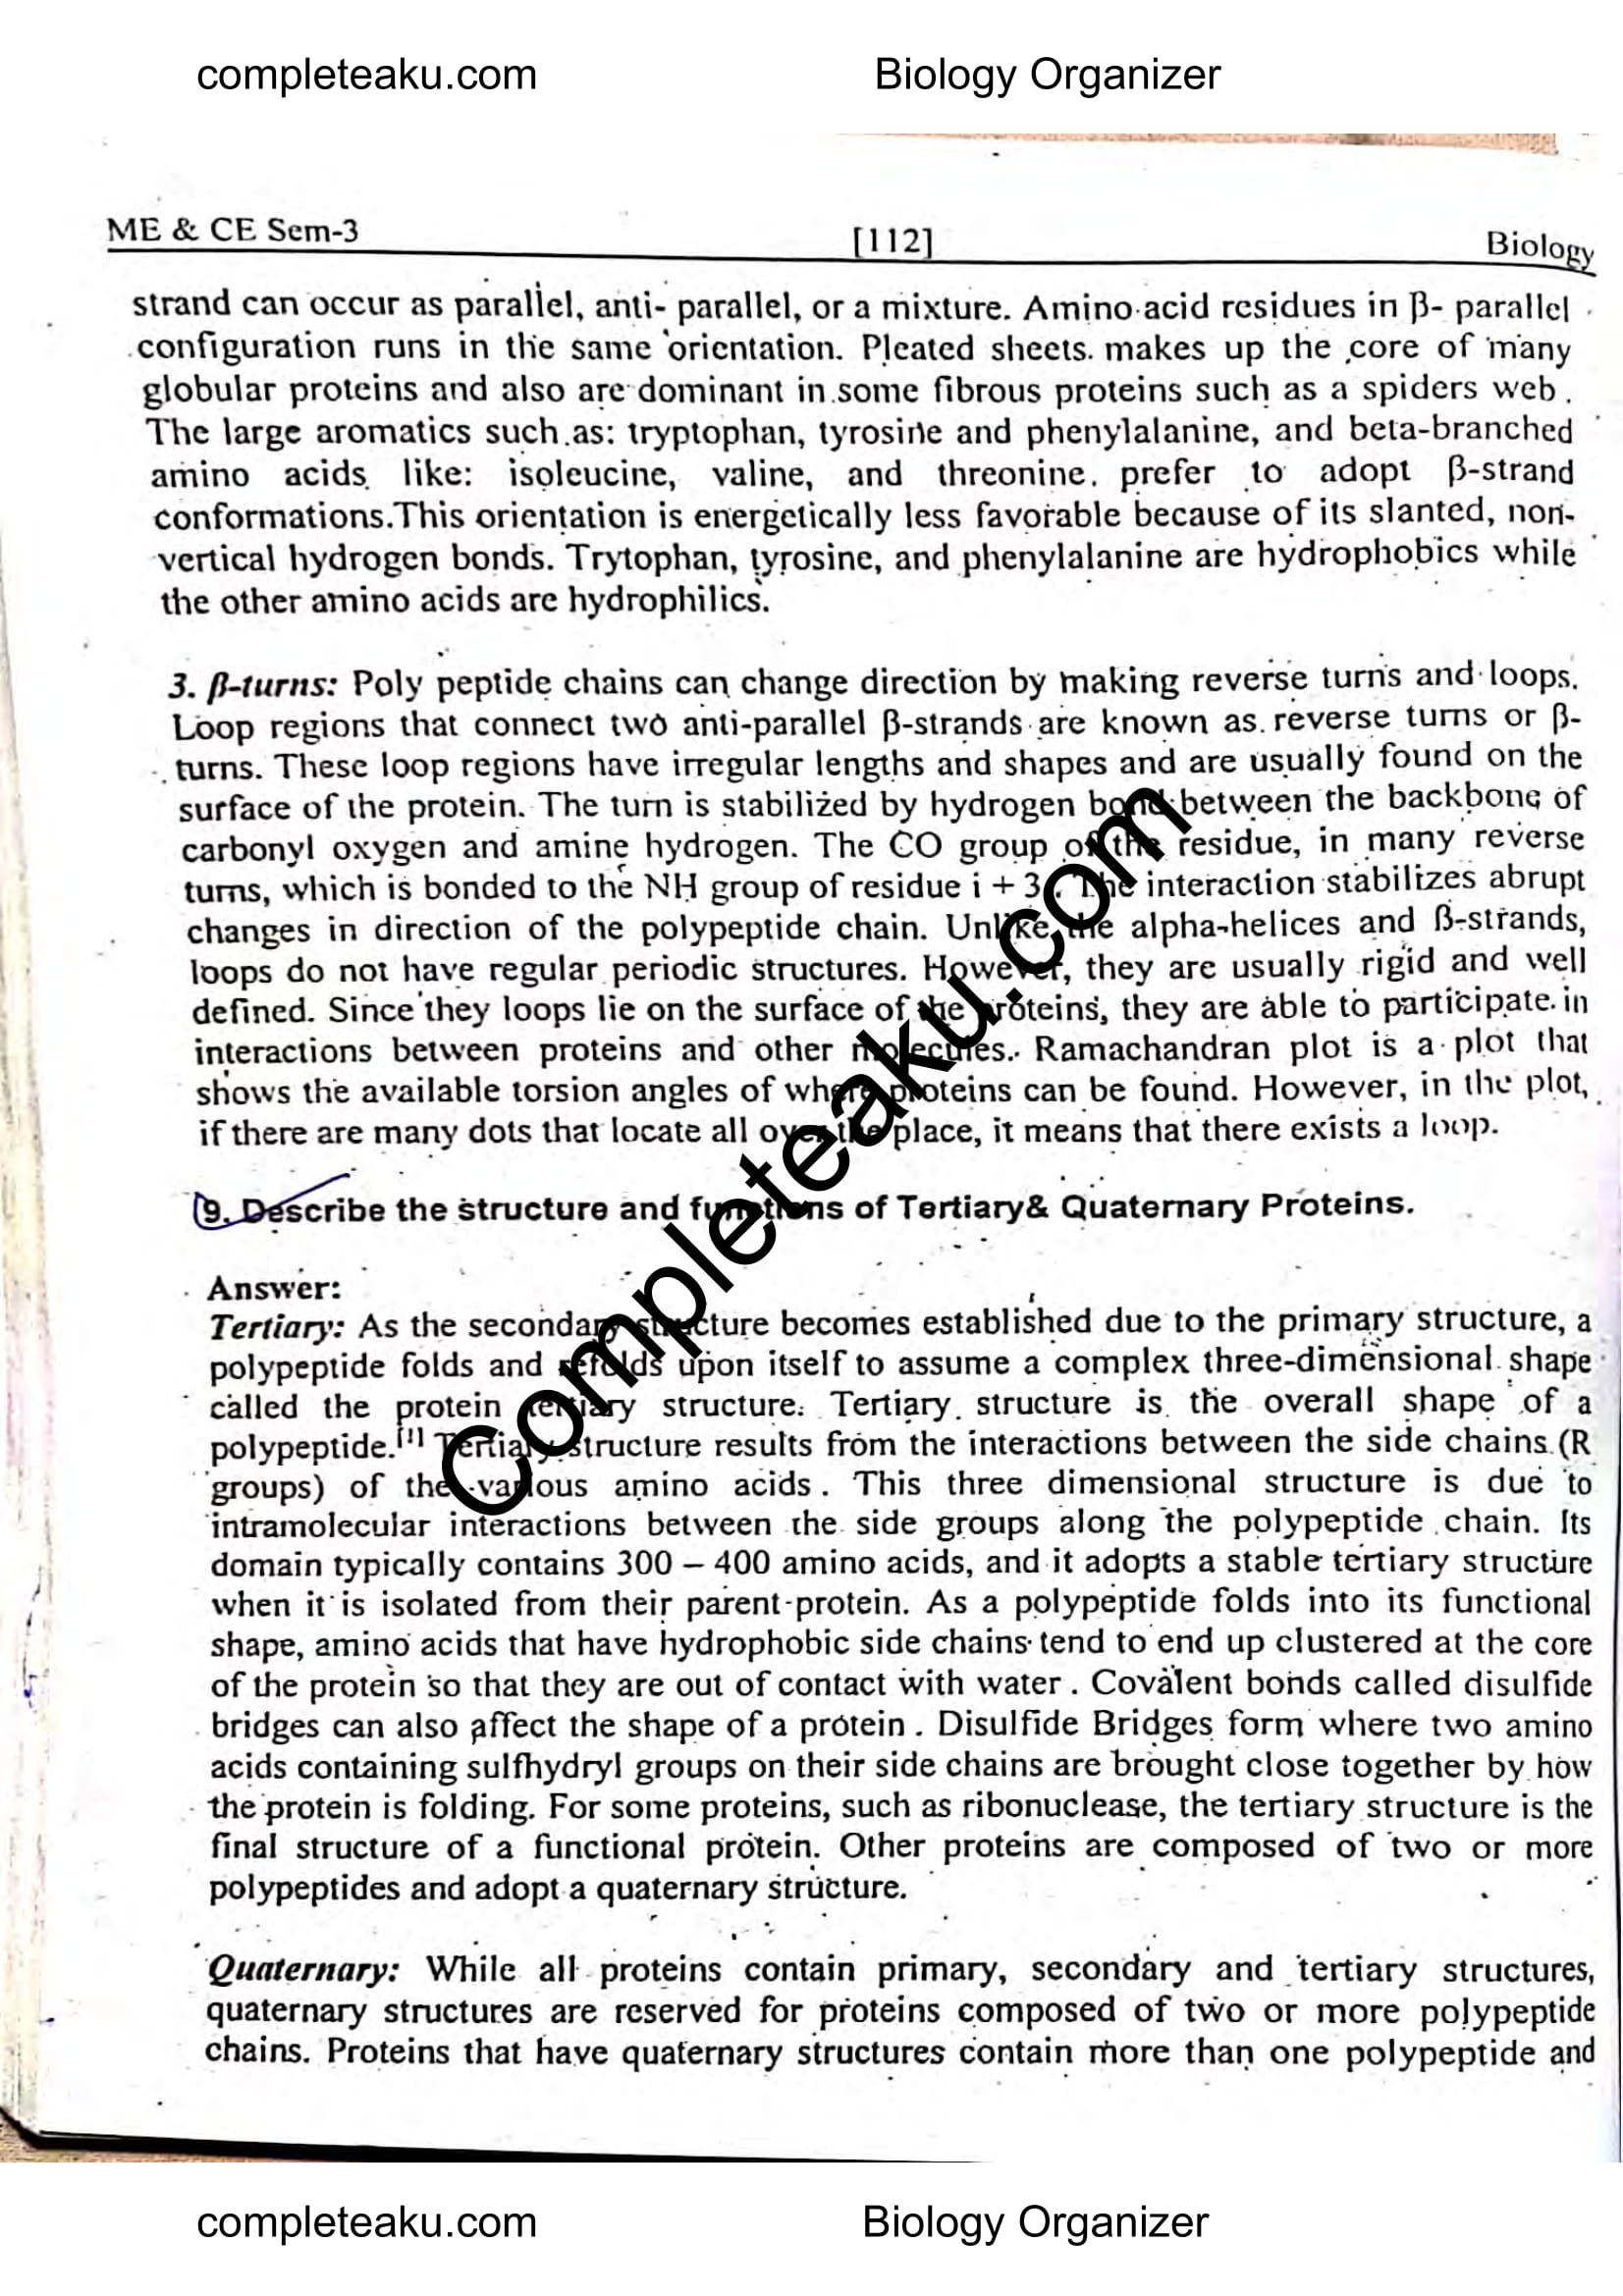 completeaku.com Biology Organizer
ME & CE Sem-3 [112] Biology
strand can occur as parallel, anti- parallel, or a mixture. Amino acid residues in β- parallel
configuration runs in the same orientation. Pleated sheets. makes up the core of many
globular proteins and also are dominant in some fibrous proteins such as a spiders web .
The large aromatics such as: tryptophan, tyrosine and phenylalanine, and beta-branched
amino acids like: isoleucine, valine, and threonine. prefer to adopt β-strand
conformations.This orientation is energetically less favorable because of its slanted, non-
vertical hydrogen bonds. Trytophan, tyrosine, and phenylalanine are hydrophobics while
the other amino acids are hydrophilics.
3. β-turns: Poly peptide chains can change direction by making reverse turns and loops.
Loop regions that connect two anti-parallel β-strands are known as reverse turns or β-
turns. These loop regions have irregular lengths and shapes and are usually found on the
surface of the protein. The turn is stabilized by hydrogen bond between the backbone of
carbonyl oxygen and amine hydrogen. The CO group of the residue, in many reverse
turns, which is bonded to the NH group of residue i + 3 . The interaction stabilizes abrupt
changes in direction of the polypeptide chain. Unlike the alpha-helices and β-strands,
loops do not have regular periodic structures. However, they are usually rigid and well
defined. Since they loops lie on the surface of the proteins, they are able to participate in
interactions between proteins and other molecules. Ramachandran plot is a plot that
shows the available torsion angles of where proteins can be found. However, in the plot,
if there are many dots that locate all over the place, it means that there exists a loop.
9. Describe the structure and functions of Tertiary& Quaternary Proteins.
Answer:
Tertiary: As the secondary structure becomes established due to the primary structure, a
polypeptide folds and refolds upon itself to assume a complex three-dimensional shape
called the protein tertiary structure. Tertiary structure is the overall shape of a
polypeptide.[1] Tertiary structure results from the interactions between the side chains (R
groups) of the various amino acids . This three dimensional structure is due to
intramolecular interactions between the side groups along the polypeptide chain. Its
domain typically contains 300 – 400 amino acids, and it adopts a stable tertiary structure
when it is isolated from their parent protein. As a polypeptide folds into its functional
shape, amino acids that have hydrophobic side chains tend to end up clustered at the core
of the protein so that they are out of contact with water . Covalent bonds called disulfide
bridges can also affect the shape of a protein . Disulfide Bridges form where two amino
acids containing sulfhydryl groups on their side chains are brought close together by how
the protein is folding. For some proteins, such as ribonuclease, the tertiary structure is the
final structure of a functional protein. Other proteins are composed of two or more
polypeptides and adopt a quaternary structure.
Quaternary: While all proteins contain primary, secondary and tertiary structures,
quaternary structures are reserved for proteins composed of two or more polypeptide
chains. Proteins that have quaternary structures contain more than one polypeptide and
Completeaku.com
completeaku.com Biology Organizer